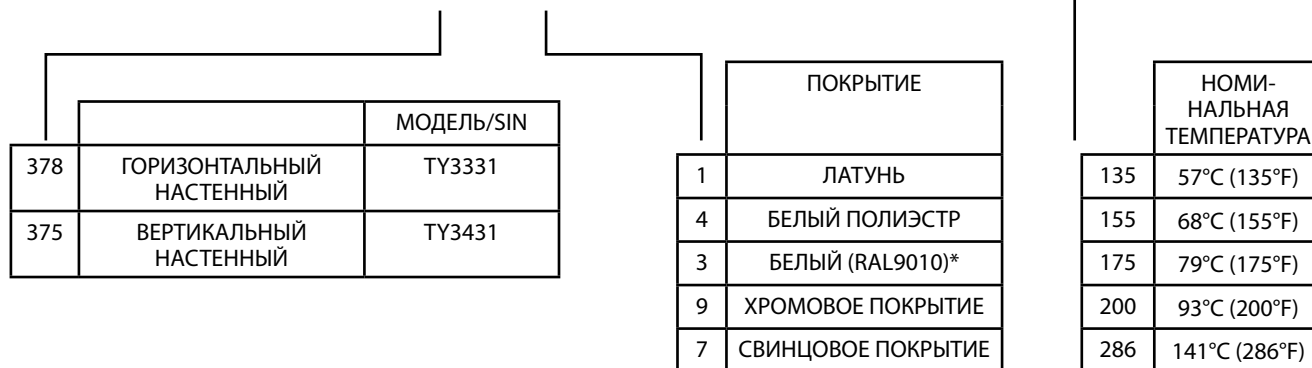 МОДЕЛЬ/SIN
378 ГОРИЗОНТАЛЬНЫЙ TY3331
НАСТЕННЫЙ
375 ВЕРТИКАЛЬНЫЙ TY3431
НАСТЕННЫЙ
ПОКРЫТИЕ
1 ЛАТУНЬ
4 БЕЛЫЙ ПОЛИЭСТР
3 БЕЛЫЙ (RAL9010)*
9 ХРОМОВОЕ ПОКРЫТИЕ
7 СВИНЦОВОЕ ПОКРЫТИЕ
НОМИ-
НАЛЬНАЯ
ТЕМПЕРАТУРА
135 57°C (135°F)
155 68°C (155°F)
175 79°C (175°F)
200 93°C (200°F)
286 141°C (286°F)